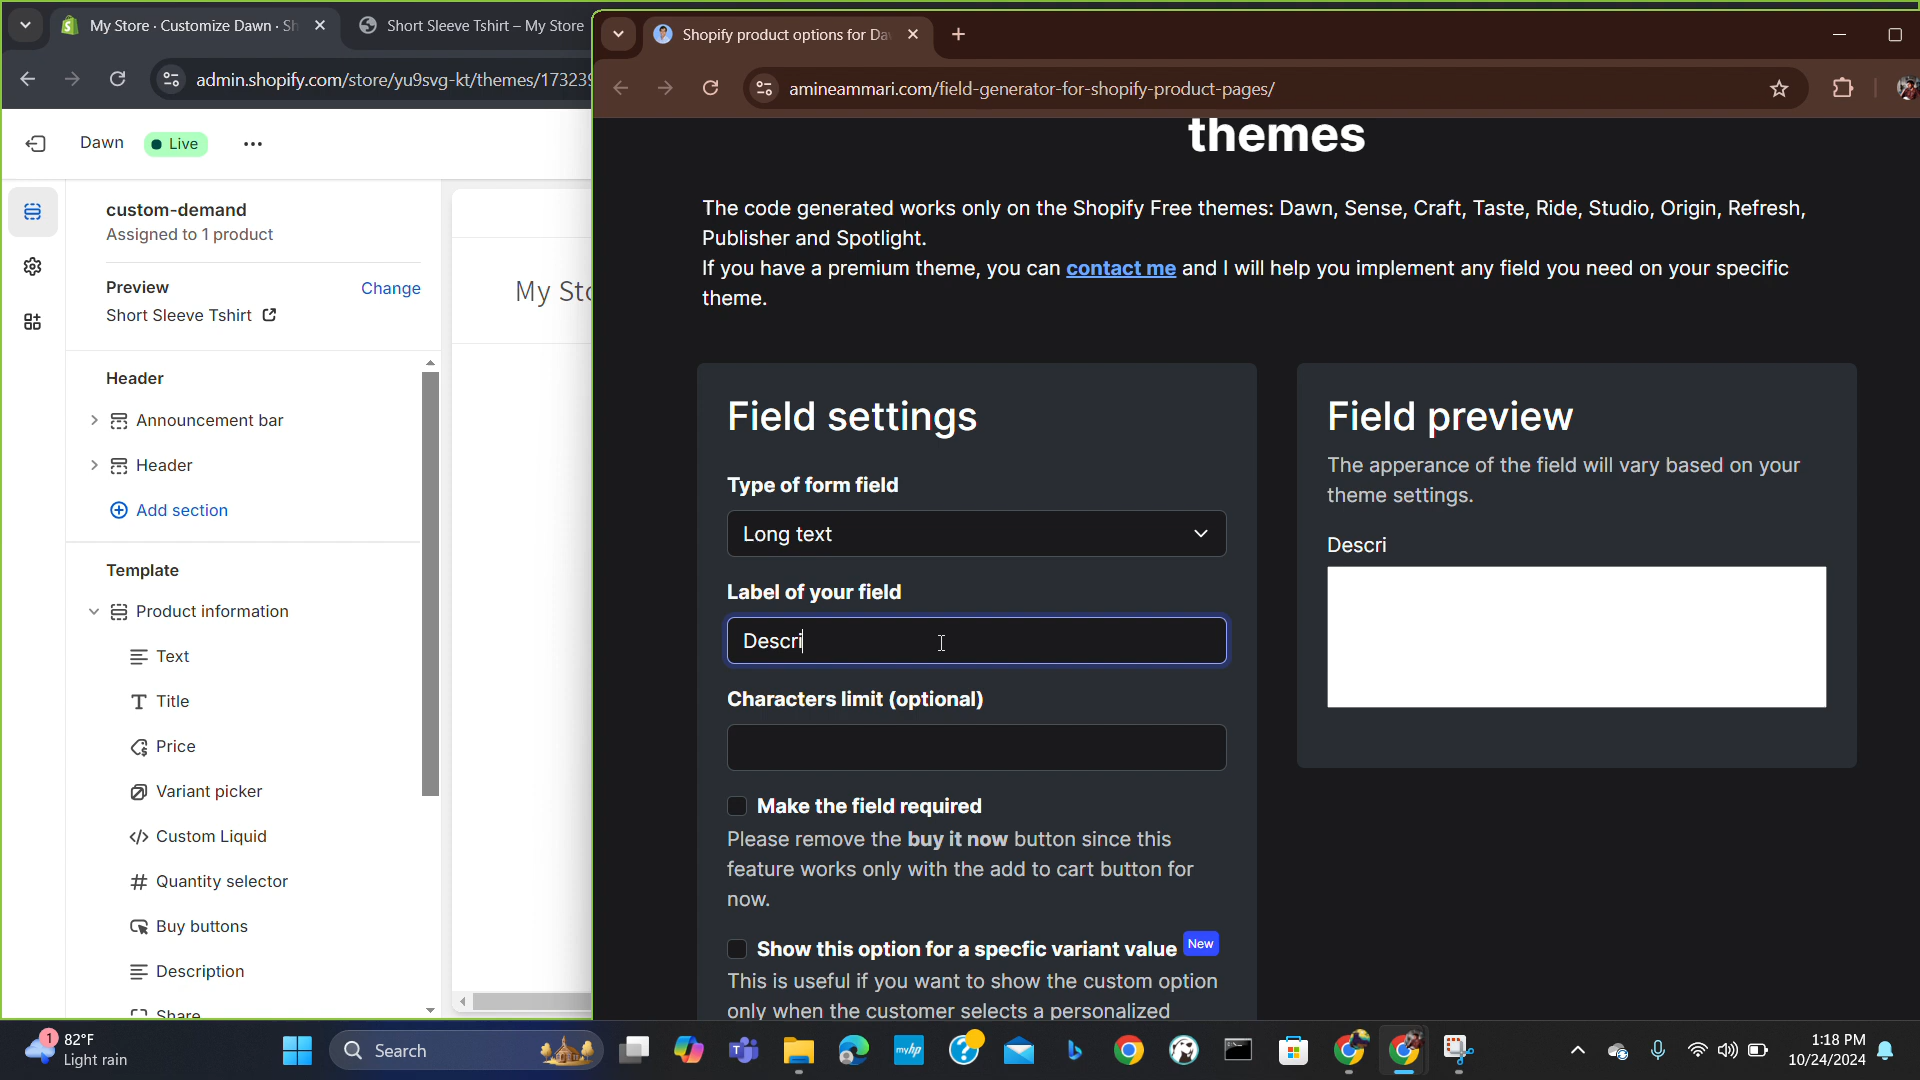 My Store · Customize Dawn · Sh
Short Sleeve Tshirt – My Store
admin.shopify.com/store/yu9svg-kt/themes/17323
Dawn
Live
custom-demand
Assigned to 1 product
Preview
Change
Short Sleeve Tshirt
Header
Announcement bar
Header
Add section
Template
Product information
Text
Title
Price
Variant picker
Custom Liquid
Quantity selector
Buy buttons
Description
Share
My Sto
Shopify product options for Da
amineammari.com/field-generator-for-shopify-product-pages/
themes
The code generated works only on the Shopify Free themes: Dawn, Sense, Craft, Taste, Ride, Studio, Origin, Refresh,
Publisher and Spotlight.
If you have a premium theme, you can contact me and I will help you implement any field you need on your specific
theme.
Field settings
Type of form field
Long text
Label of your field
Descri
Characters limit (optional)
Make the field required
Please remove the buy it now button since this
feature works only with the add to cart button for
now.
Show this option for a specfic variant value New
This is useful if you want to show the custom option
only when the customer selects a personalized
Field preview
The apperance of the field will vary based on your
theme settings.
Descri
1
82°F
Light rain
Search
myhp
1:18 PM
10/24/2024